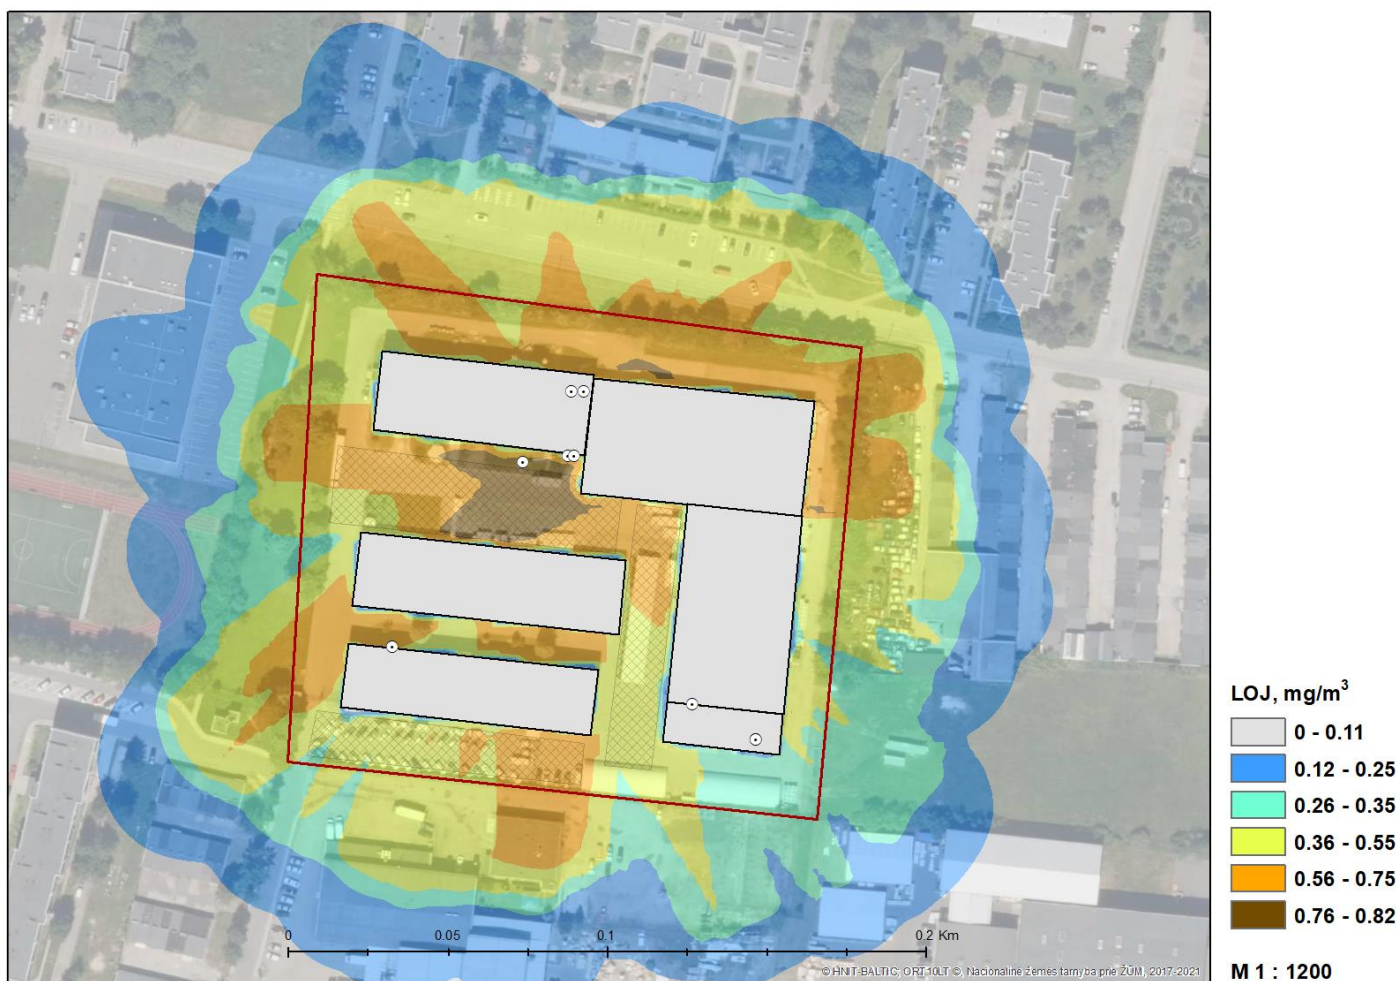 LOJ, mg/m³
0 - 0.11
0.12 - 0.25
0.26 - 0.35
0.36 - 0.55
0.56 - 0.75
0.76 - 0.82
M 1 : 1200
0 0.05 0.1 0.2 Km
© HNIT-BALTIC, ORT10LT ©, Nacionalinė žemės tarnyba prie ŽŪM, 2017-2021